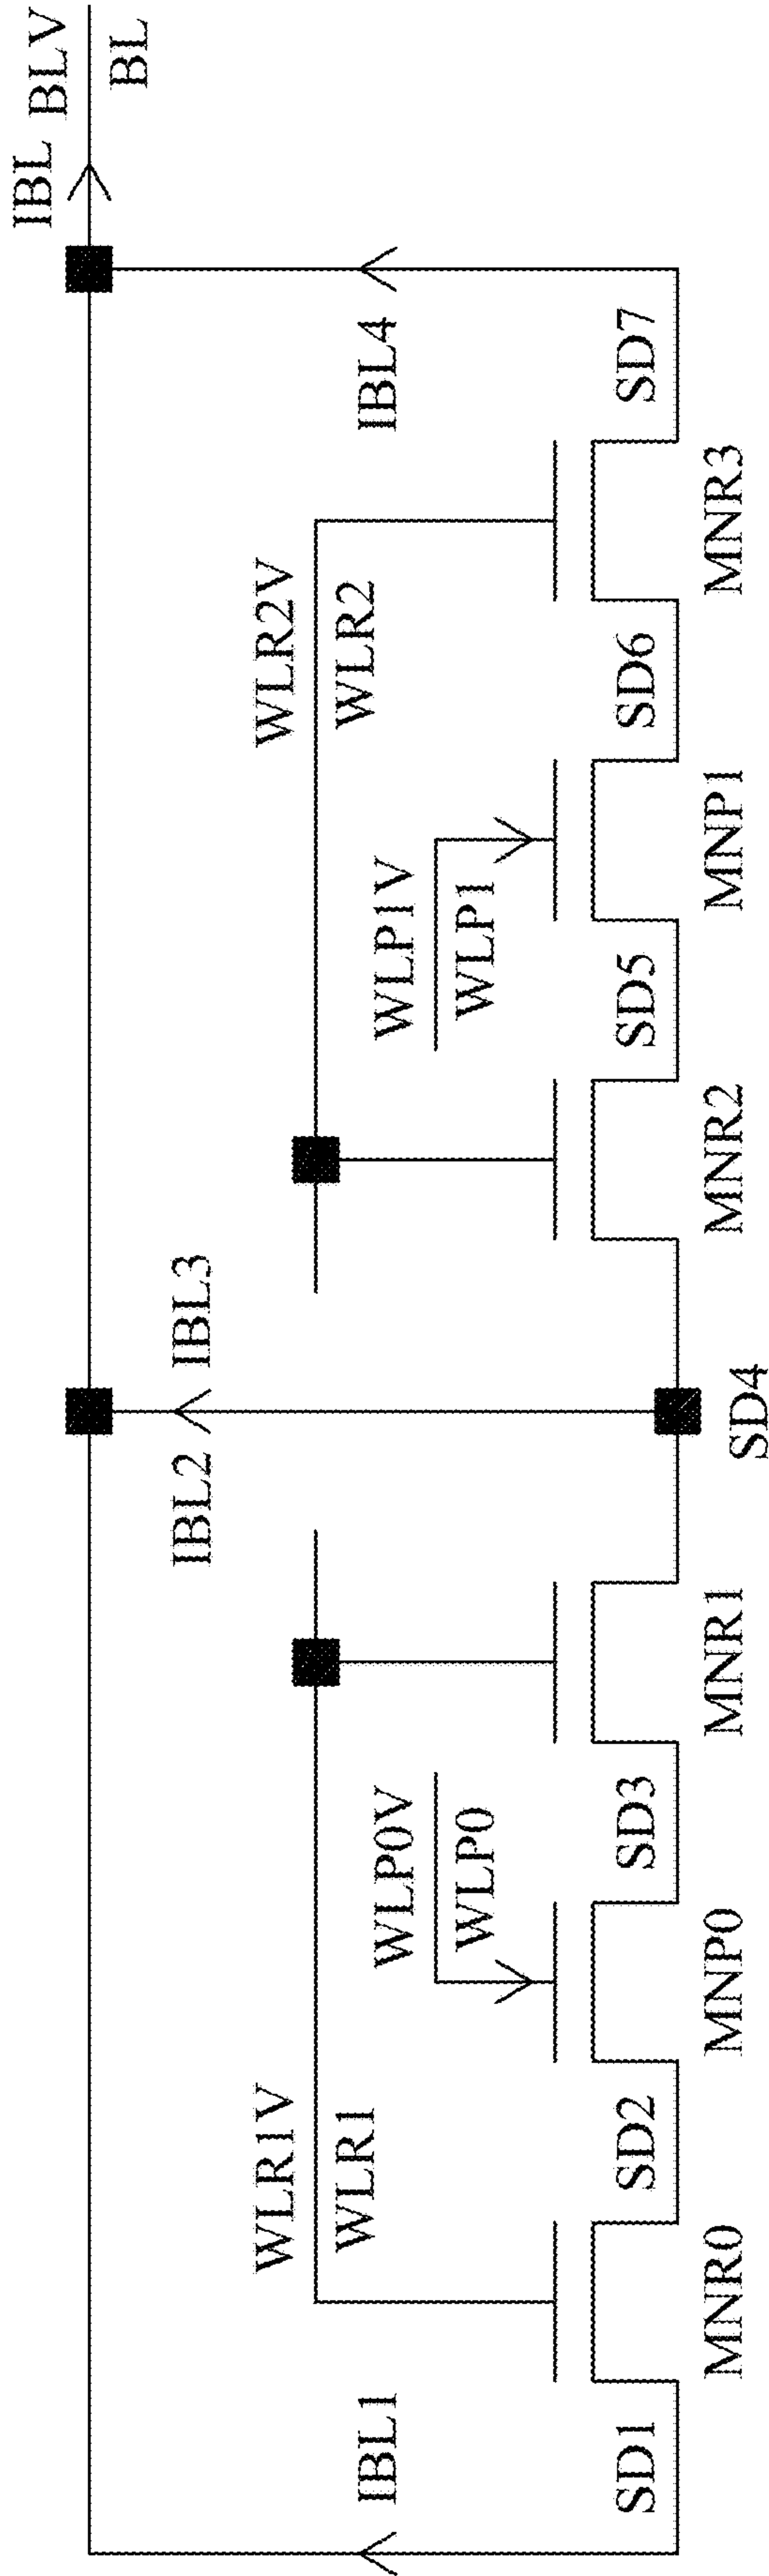 IBL
BLV
BL
IBL1
IBL2
IBL3
IBL4
WLR1V
WLR1
WLR2V
WLR2
WLP0V
WLP0
WLP1V
WLP1
SD1
SD2
SD3
SD5
SD6
SD7
MNR0
MNP0
MNR1
SD4
MNR2
MNP1
MNR3